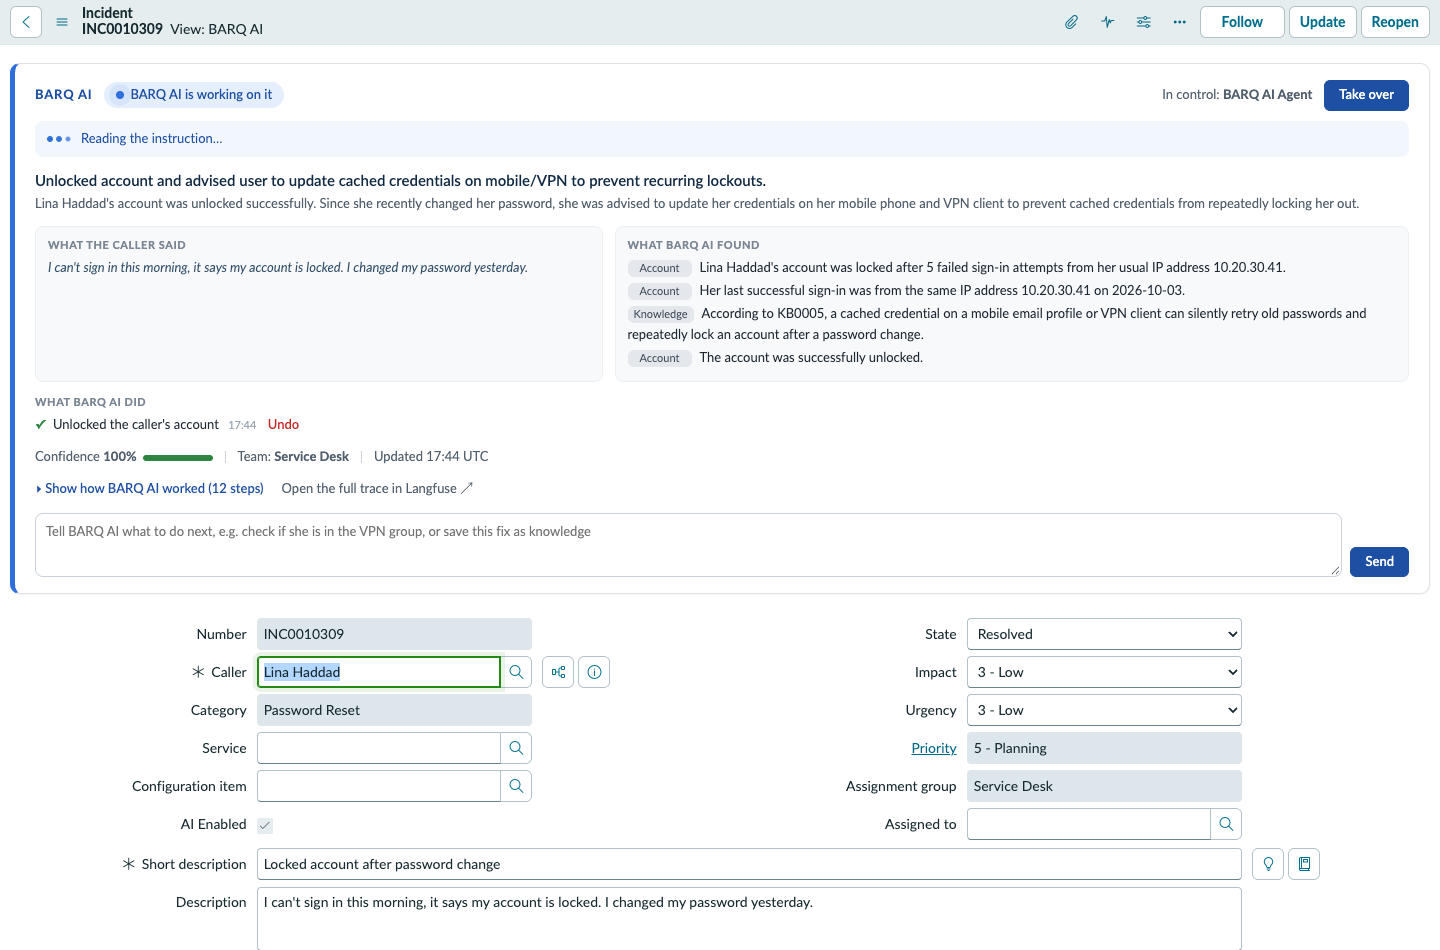 Incident
INC0010309 View: BARQ AI
Follow
Update
Reopen
BARQ AI
BARQ AI is working on it
In control: BARQ AI Agent
Take over
Reading the instruction...
Unlocked account and advised user to update cached credentials on mobile/VPN to prevent recurring lockouts.
Lina Haddad's account was unlocked successfully. Since she recently changed her password, she was advised to update her credentials on her mobile phone and VPN client to prevent cached credentials from repeatedly locking her out.
WHAT THE CALLER SAID
I can't sign in this morning, it says my account is locked. I changed my password yesterday.
WHAT BARQ AI FOUND
Account Lina Haddad's account was locked after 5 failed sign-in attempts from her usual IP address 10.20.30.41.
Account Her last successful sign-in was from the same IP address 10.20.30.41 on 2026-10-03.
Knowledge According to KB0005, a cached credential on a mobile email profile or VPN client can silently retry old passwords and
repeatedly lock an account after a password change.
Account The account was successfully unlocked.
WHAT BARQ AI DID
✓ Unlocked the caller's account 17:44 Undo
Confidence 100% | Team: Service Desk | Updated 17:44 UTC
Show how BARQ AI worked (12 steps) Open the full trace in Langfuse
Tell BARQ AI what to do next, e.g. check if she is in the VPN group, or save this fix as knowledge
Send
Number INC0010309
Caller Lina Haddad
Category Password Reset
Service
Configuration item
AI Enabled
State Resolved
Impact 3 - Low
Urgency 3 - Low
Priority 5 - Planning
Assignment group Service Desk
Assigned to
Short description Locked account after password change
Description I can't sign in this morning, it says my account is locked. I changed my password yesterday.